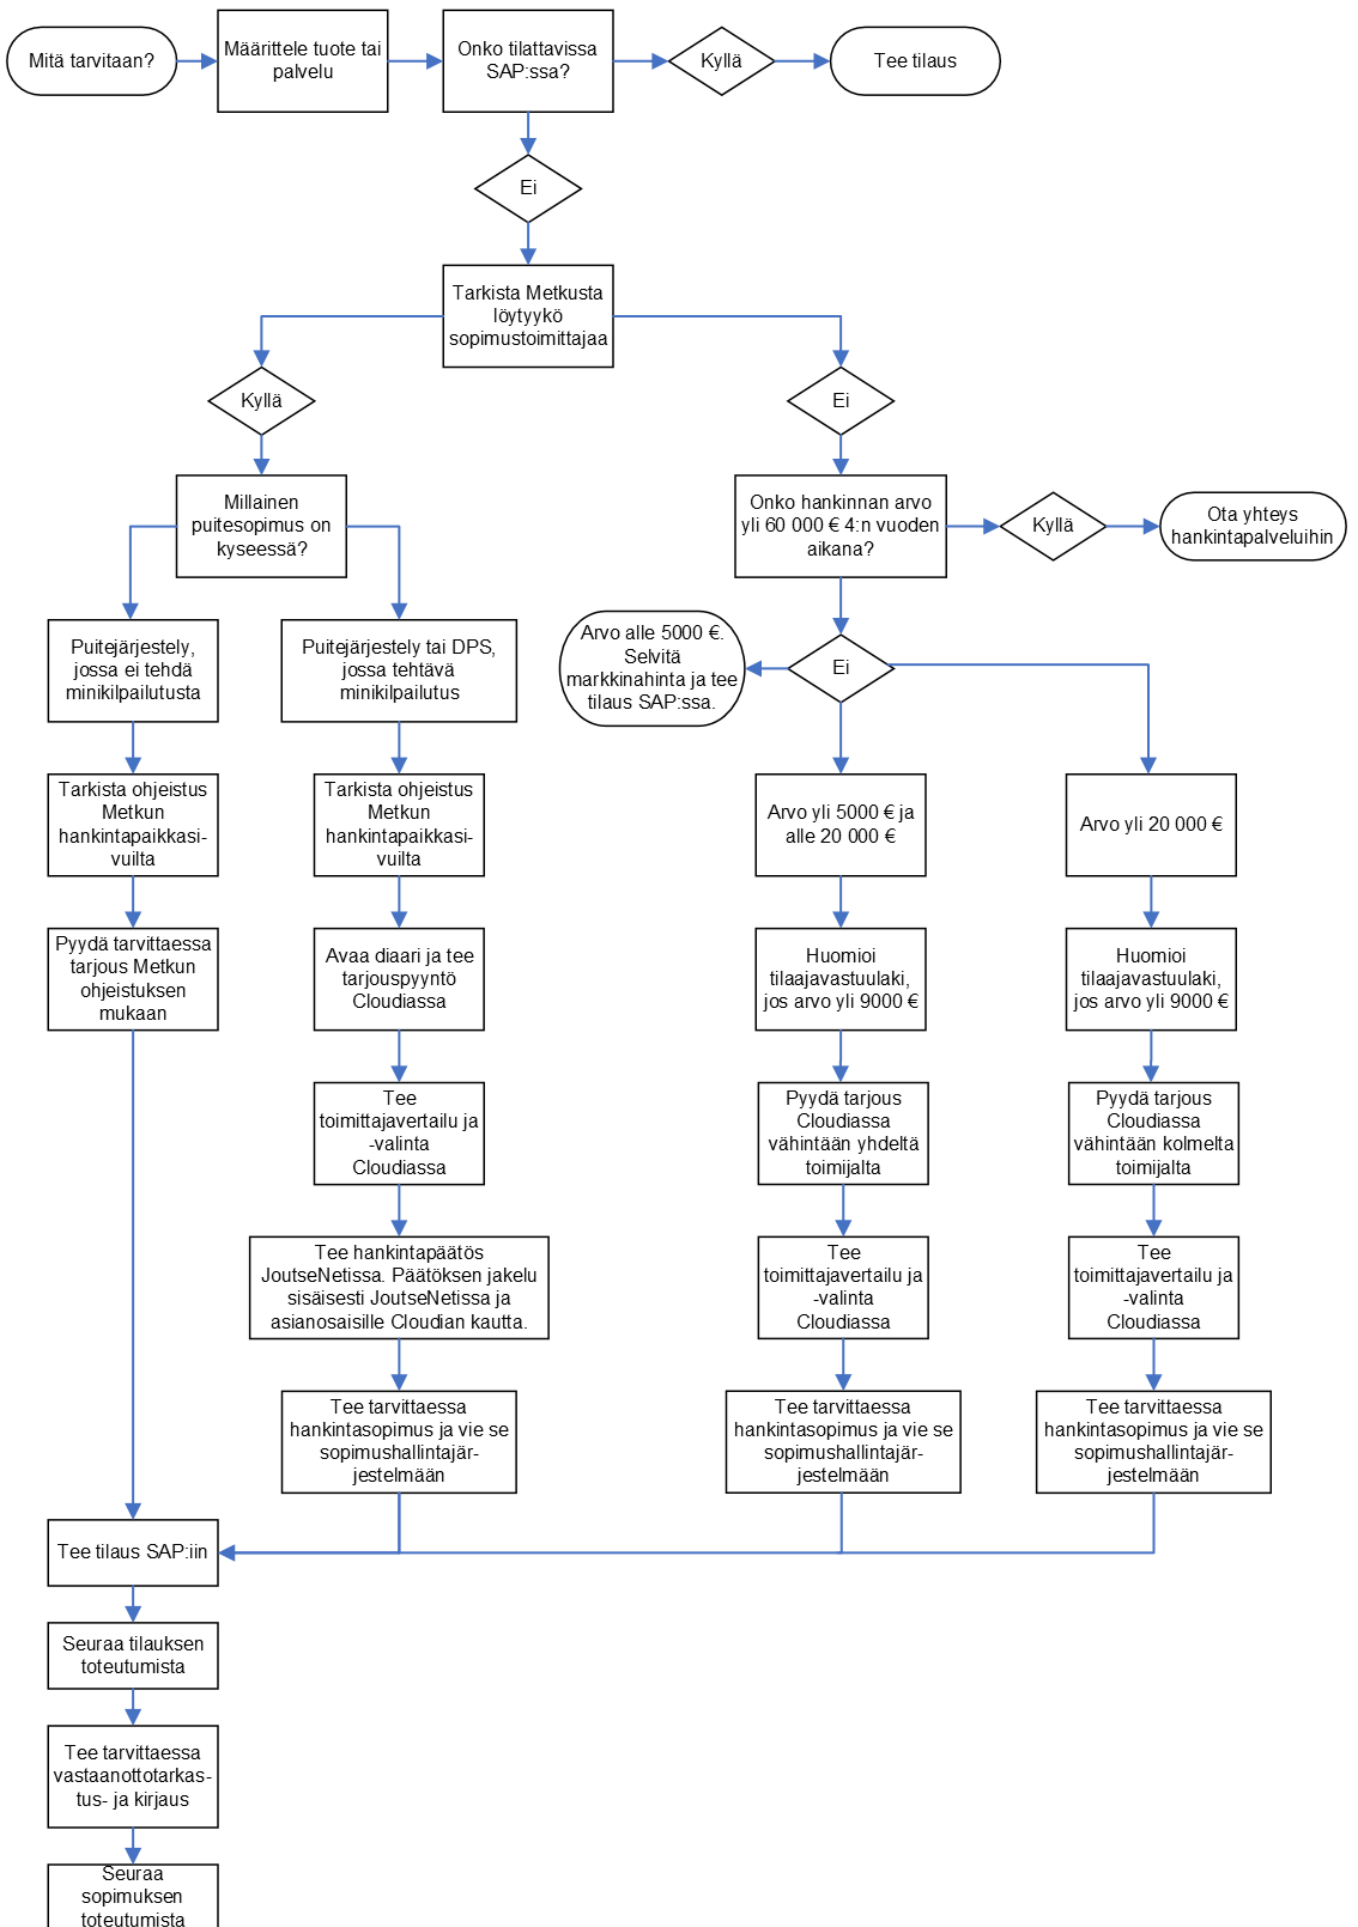 Mitä tarvitaan?
Määrittele tuote tai
palvelu
Onko tilattavissa
SAP:ssa?
Kyllä
Tee tilaus
Ei
Tarkista Metkusta
löytyykö
sopimustoimittajaa
Kyllä
Ei
Millainen
puitesopimus on
kyseessä?
Onko hankinnan arvo
yli 60 000 € 4:n vuoden
aikana?
Kyllä
Ota yhteys
hankintapalveluihin
Puitejärjestely,
jossa ei tehdä
minikilpailutusta
Puitejärjestely tai DPS,
jossa tehtävä
minikilpailutus
Arvo alle 5000 €.
Selvitä
markkinahinta ja tee
tilaus SAP:ssa.
Ei
Tarkista ohjeistus
Metkun
hankintapaikkasi-
vuilta
Tarkista ohjeistus
Metkun
hankintapaikkasi-
vuilta
Arvo yli 5000 € ja
alle 20 000 €
Arvo yli 20 000 €
Pyydä tarvittaessa
tarjous Metkun
ohjeistuksen
mukaan
Avaa diaari ja tee
tarjouspyyntö
Cloudiassa
Huomioi
tilaajavastuulaki,
jos arvo yli 9000 €
Huomioi
tilaajavastuulaki,
jos arvo yli 9000 €
Tee
toimittajavertailu ja
-valinta
Cloudiassa
Pyydä tarjous
Cloudiassa
vähintään yhdeltä
toimijalta
Pyydä tarjous
Cloudiassa
vähintään kolmelta
toimijalta
Tee hankintapäätös
JoutseNetissa. Päätöksen jakelu
sisäisesti JoutseNetissa ja
asianosaisille Cloudian kautta.
Tee
toimittajavertailu ja
-valinta
Cloudiassa
Tee
toimittajavertailu ja
-valinta
Cloudiassa
Tee tarvittaessa
hankintasopimus ja vie se
sopimushallintajär-
jestelmään
Tee tarvittaessa
hankintasopimus ja vie se
sopimushallintajär-
jestelmään
Tee tarvittaessa
hankintasopimus ja vie se
sopimushallintajär-
jestelmään
Tee tilaus SAP:iin
Seuraa tilauksen
toteutumista
Tee tarvittaessa
vastaanottotarkas-
tus- ja kirjaus
Seuraa
sopimuksen
toteutumista